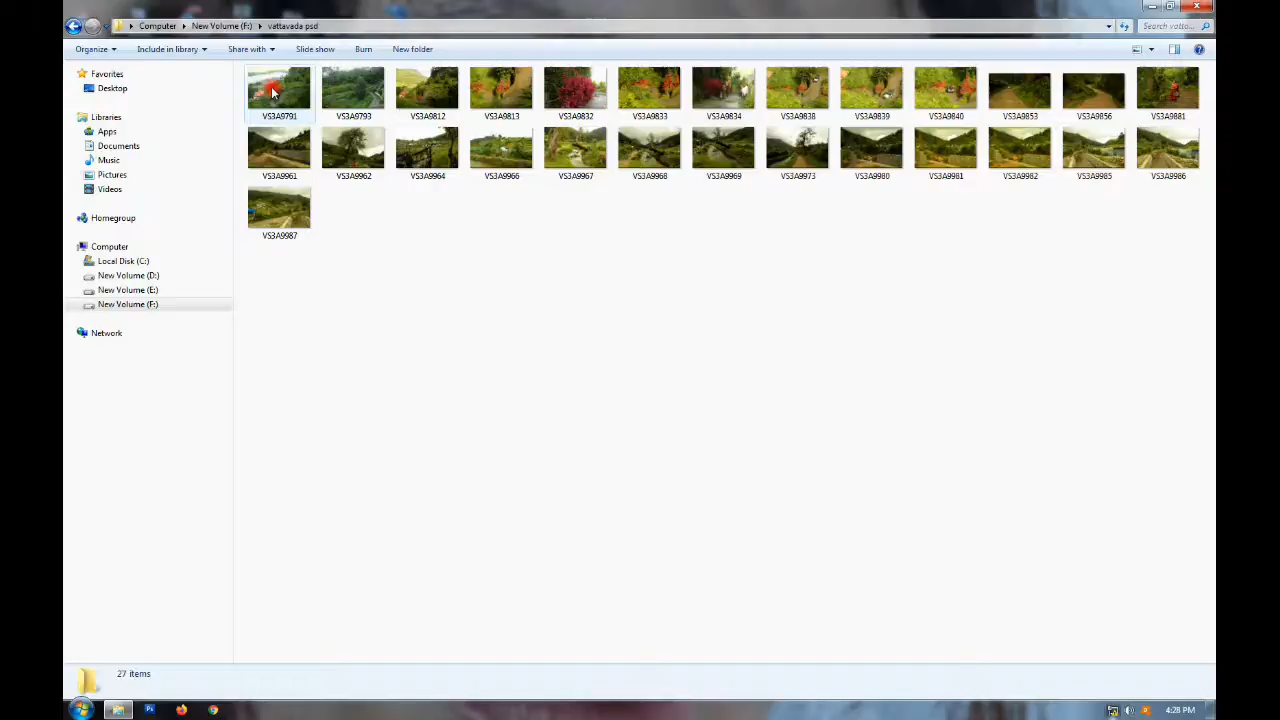 Computer ▸ New Volume (F:) ▸ vattavada psd
Search vatta...
Organize Include in library Share with Slide show Burn New folder
Favorites
Desktop
Libraries
Apps
Documents
Music
Pictures
Videos
Homegroup
Computer
Local Disk (C:)
New Volume (D:)
New Volume (E:)
New Volume (F:)
Network
VS3A9791 VS3A9793 VS3A9812 VS3A9813 VS3A9832 VS3A9833 VS3A9834 VS3A9838 VS3A9839 VS3A9840 VS3A9853 VS3A9856 VS3A9881
VS3A9961 VS3A9962 VS3A9964 VS3A9966 VS3A9967 VS3A9968 VS3A9969 VS3A9973 VS3A9980 VS3A9981 VS3A9982 VS3A9985 VS3A9986
VS3A9987
27 items
Ps
4:28 PM